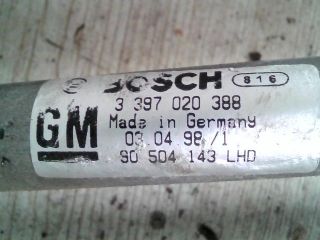 BOSCH 816
3 397 020 388
GM
Made in Germany
03 04 98 /1
90 504 143 LHD